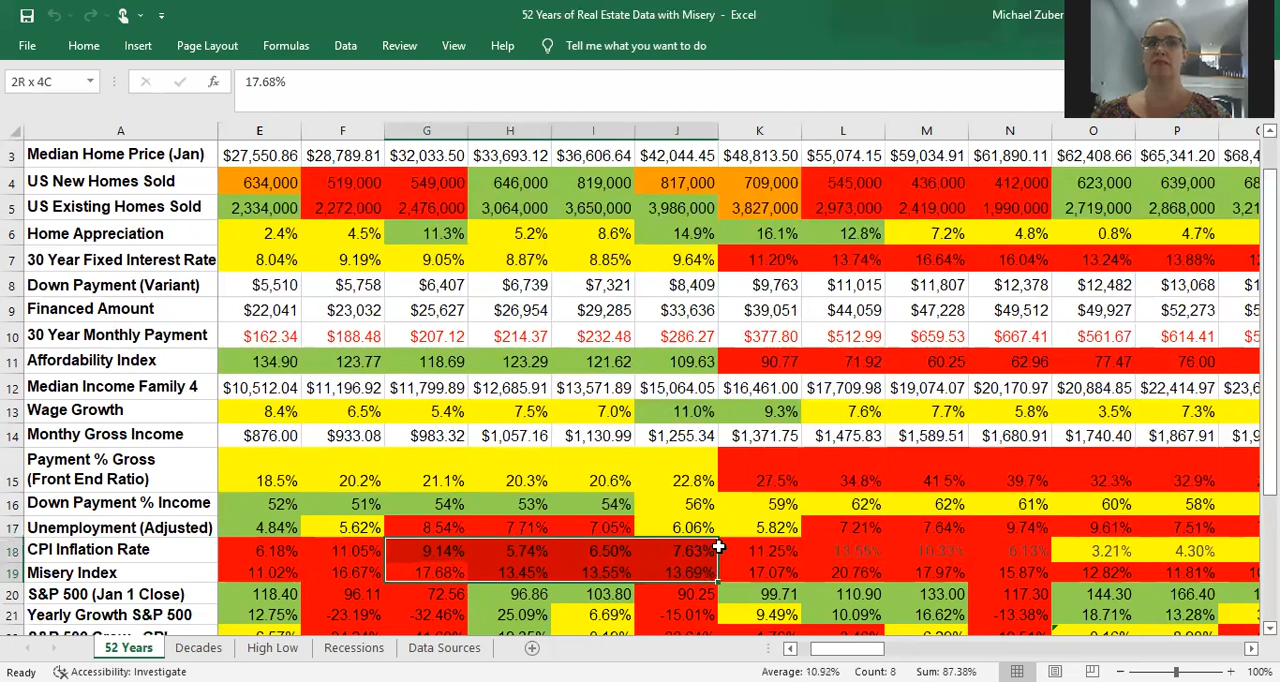 52 Years of Real Estate Data with Misery - Excel Michael Zuber
File Home Insert Page Layout Formulas Data Review View Help Tell me what you want to do
2R x 4C fx 17.68%
A E F G H I J K L M N O P
3 Median Home Price (Jan) $27,550.86 $28,789.81 $32,033.50 $33,693.12 $36,606.64 $42,044.45 $48,813.50 $55,074.15 $59,034.91 $61,890.11 $62,408.66 $65,341.20 $68,4
4 US New Homes Sold 634,000 519,000 549,000 646,000 819,000 817,000 709,000 545,000 436,000 412,000 623,000 639,000 68
5 US Existing Homes Sold 2,334,000 2,272,000 2,476,000 3,064,000 3,650,000 3,986,000 3,827,000 2,973,000 2,419,000 1,990,000 2,719,000 2,868,000 3,21
6 Home Appreciation 2.4% 4.5% 11.3% 5.2% 8.6% 14.9% 16.1% 12.8% 7.2% 4.8% 0.8% 4.7%
7 30 Year Fixed Interest Rate 8.04% 9.19% 9.05% 8.87% 8.85% 9.64% 11.20% 13.74% 16.64% 16.04% 13.24% 13.88% 1
8 Down Payment (Variant) $5,510 $5,758 $6,407 $6,739 $7,321 $8,409 $9,763 $11,015 $11,807 $12,378 $12,482 $13,068 $
9 Financed Amount $22,041 $23,032 $25,627 $26,954 $29,285 $33,636 $39,051 $44,059 $47,228 $49,512 $49,927 $52,273 $5
10 30 Year Monthly Payment $162.34 $188.48 $207.12 $214.37 $232.48 $286.27 $377.80 $512.99 $659.53 $667.41 $561.67 $614.41 $
11 Affordability Index 134.90 123.77 118.69 123.29 121.62 109.63 90.77 71.92 60.25 62.96 77.47 76.00
12 Median Income Family 4 $10,512.04 $11,196.92 $11,799.89 $12,685.91 $13,571.89 $15,064.05 $16,461.00 $17,709.98 $19,074.07 $20,170.97 $20,884.85 $22,414.97 $23,6
13 Wage Growth 8.4% 6.5% 5.4% 7.5% 7.0% 11.0% 9.3% 7.6% 7.7% 5.8% 3.5% 7.3%
14 Monthy Gross Income $876.00 $933.08 $983.32 $1,057.16 $1,130.99 $1,255.34 $1,371.75 $1,475.83 $1,589.51 $1,680.91 $1,740.40 $1,867.91 $1,9
Payment % Gross
15 (Front End Ratio) 18.5% 20.2% 21.1% 20.3% 20.6% 22.8% 27.5% 34.8% 41.5% 39.7% 32.3% 32.9%
16 Down Payment % Income 52% 51% 54% 53% 54% 56% 59% 62% 62% 61% 60% 58%
17 Unemployment (Adjusted) 4.84% 5.62% 8.54% 7.71% 7.05% 6.06% 5.82% 7.21% 7.64% 9.74% 9.61% 7.51%
18 CPI Inflation Rate 6.18% 11.05% 9.14% 5.74% 6.50% 7.63% 11.25% 13.55% 10.33% 6.13% 3.21% 4.30%
19 Misery Index 11.02% 16.67% 17.68% 13.45% 13.55% 13.69% 17.07% 20.76% 17.97% 15.87% 12.82% 11.81%
20 S&P 500 (Jan 1 Close) 118.40 96.11 72.56 96.86 103.80 90.25 99.71 110.90 133.00 117.30 144.30 166.40
21 Yearly Growth S&P 500 12.75% -23.19% -32.46% 25.09% 6.69% -15.01% 9.49% 10.09% 16.62% -13.38% 18.71% 13.28%
52 Years Decades High Low Recessions Data Sources
Ready Accessibility: Investigate Average: 10.92% Count: 8 Sum: 87.38% 100%